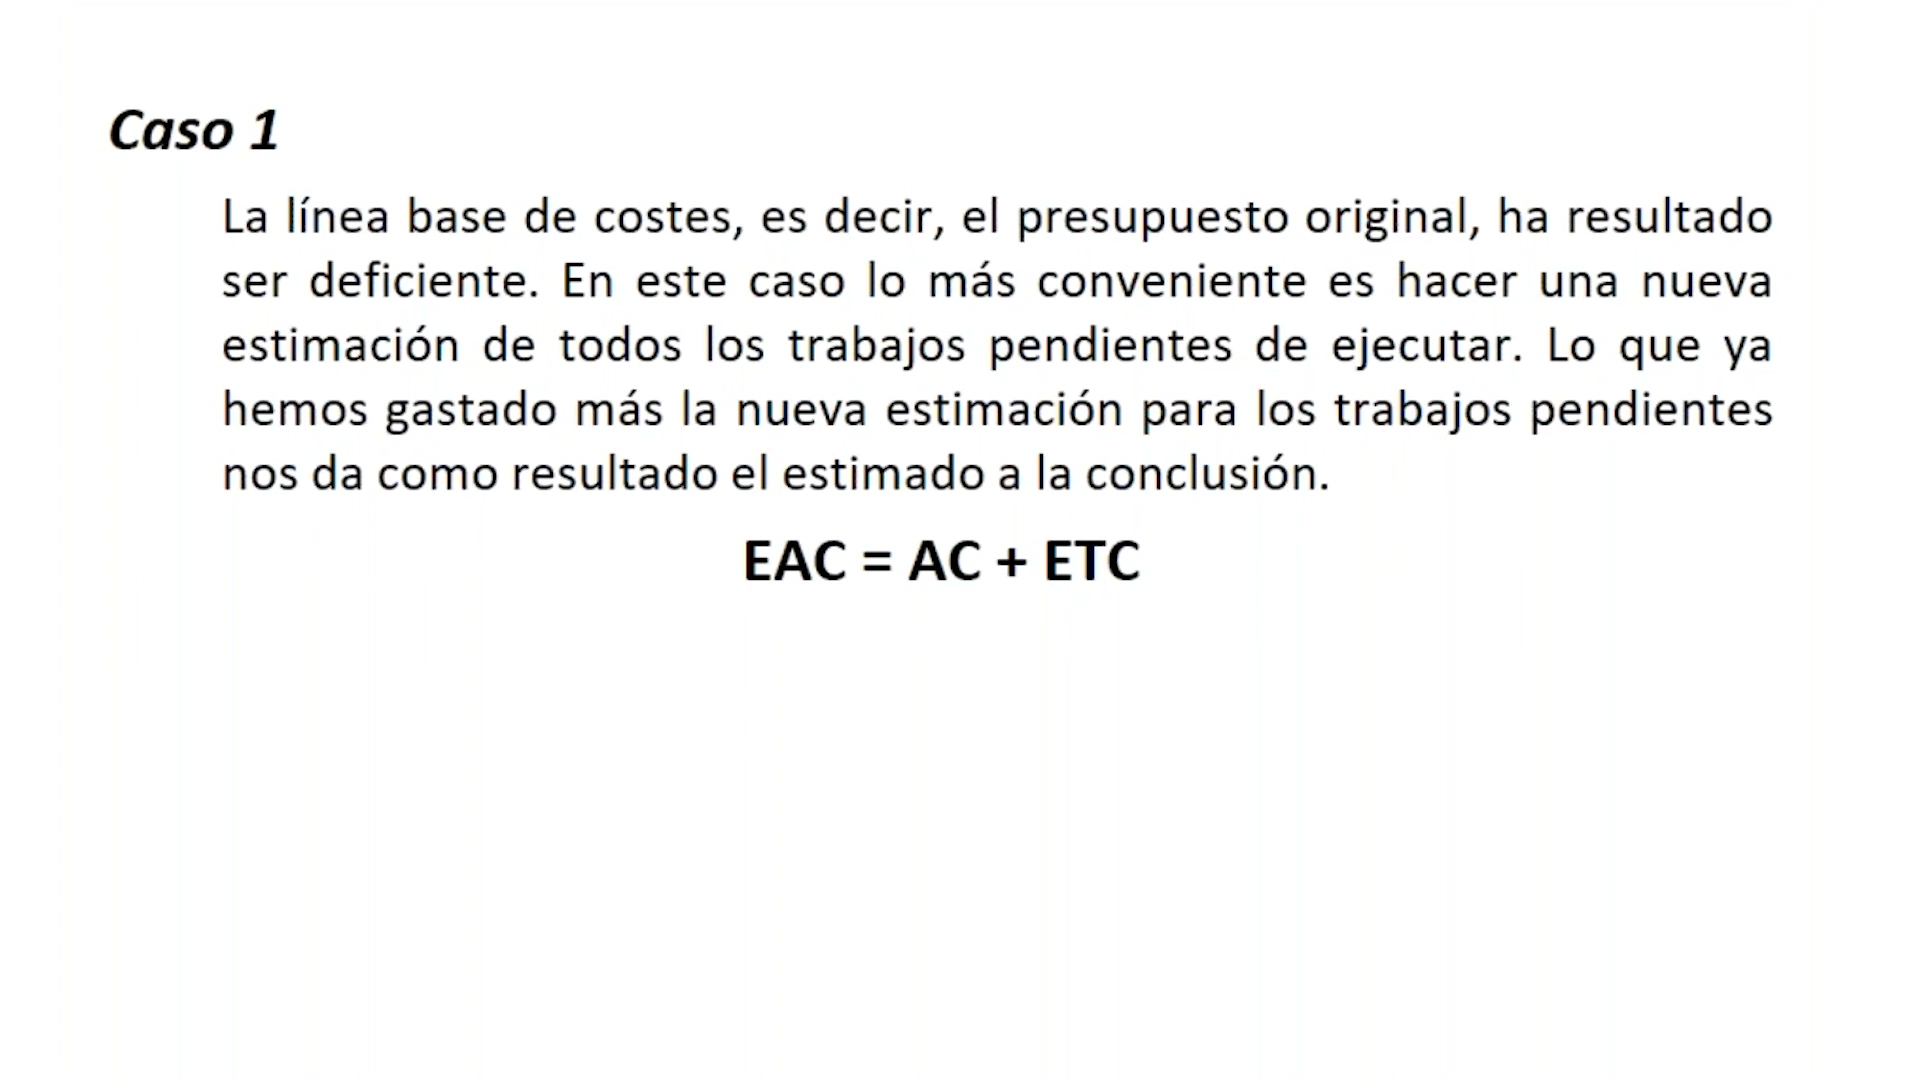 Caso 1
La línea base de costes, es decir, el presupuesto original, ha resultado
ser deficiente. En este caso lo más conveniente es hacer una nueva
estimación de todos los trabajos pendientes de ejecutar. Lo que ya
hemos gastado más la nueva estimación para los trabajos pendientes
nos da como resultado el estimado a la conclusión.
EAC = AC + ETC